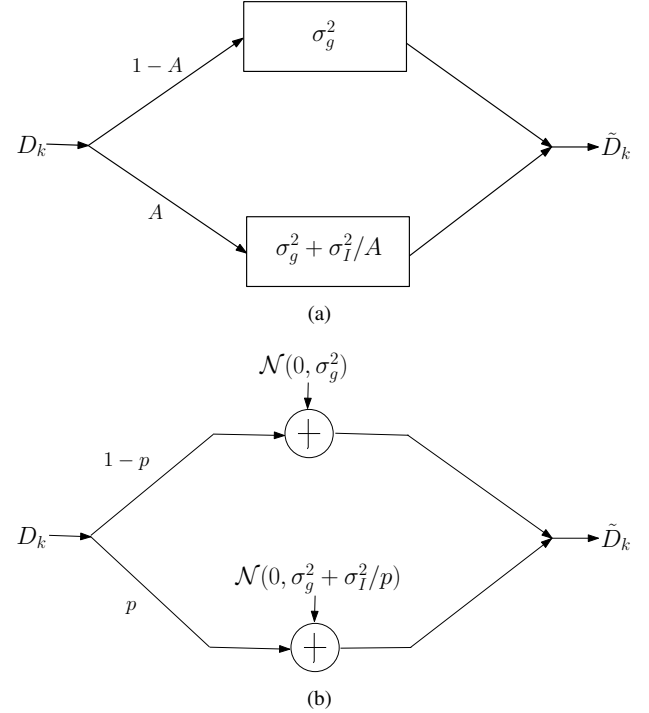 σ_g^2
1 − A
D_k
D̃_k
A
σ_g^2 + σ_I^2/A
(a)
𝒩(0, σ_g^2)
1 − p
D_k
D̃_k
𝒩(0, σ_g^2 + σ_I^2/p)
p
(b)